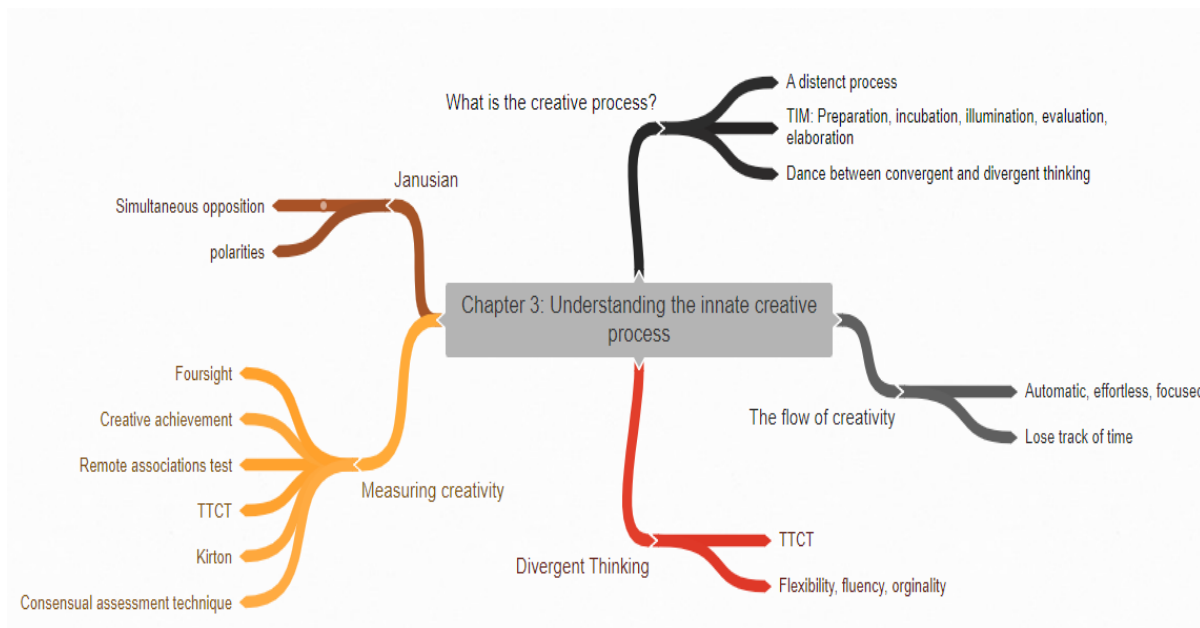 What is the creative process?
A distenct process
TIM: Preparation, incubation, illumination, evaluation,
elaboration
Dance between convergent and divergent thinking
Janusian
Simultaneous opposition
polarities
Chapter 3: Understanding the innate creative
process
Foursight
Creative achievement
Remote associations test
TTCT
Kirton
Consensual assessment technique
Measuring creativity
The flow of creativity
Automatic, effortless, focused
Lose track of time
Divergent Thinking
TTCT
Flexibility, fluency, orginality